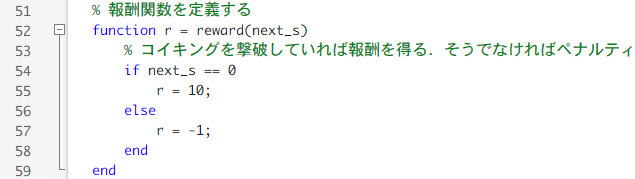 51 % 報酬関数を定義する
52 function r = reward(next_s)
53 % コイキングを撃破していれば報酬を得る．そうでなければペナルティ
54 if next_s == 0
55 r = 10;
56 else
57 r = -1;
58 end
59 end